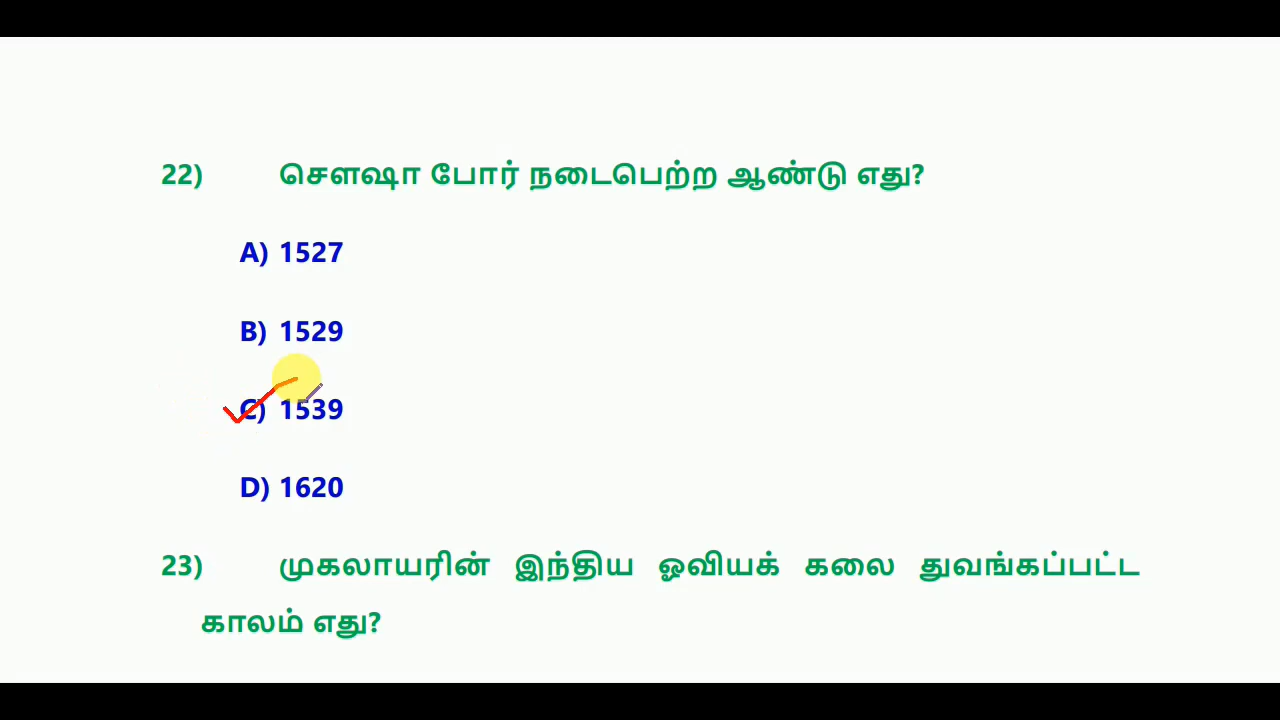 22) சௌஷா போர் நடைபெற்ற ஆண்டு எது?
A) 1527
B) 1529
C) 1539
D) 1620
23) முகலாயரின் இந்திய ஓவியக் கலை துவங்கப்பட்ட
காலம் எது?